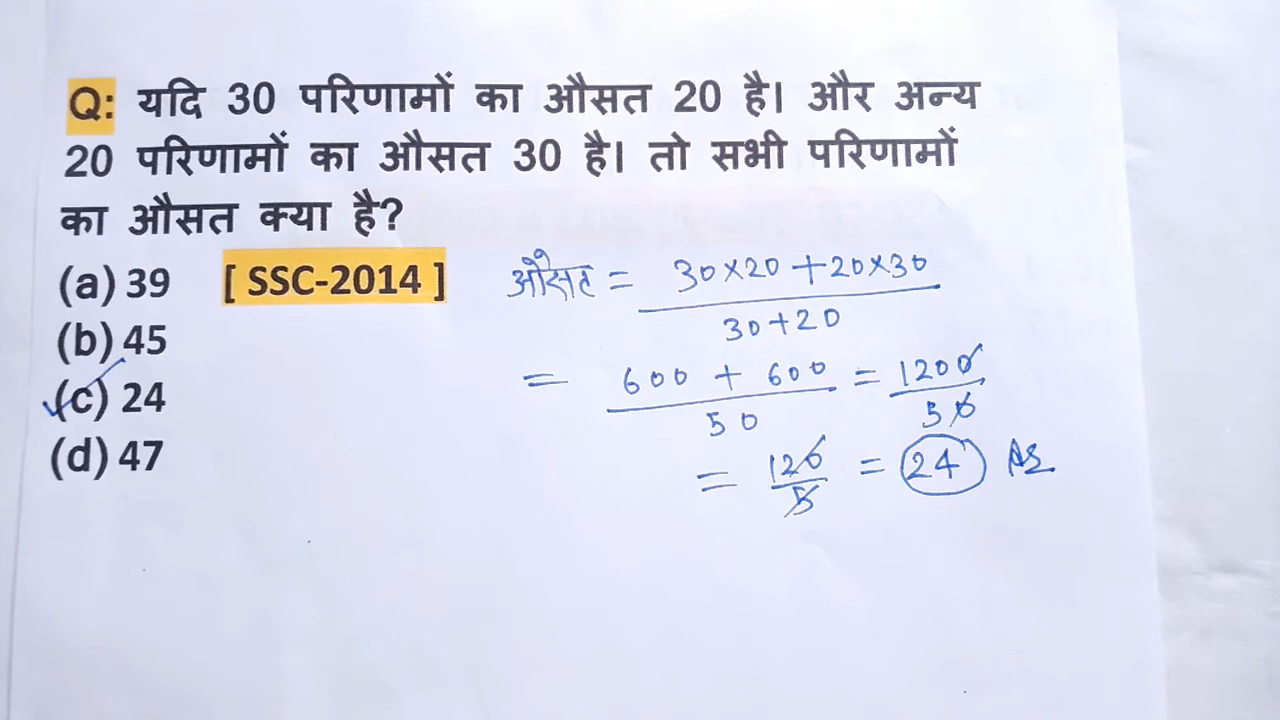 Q: यदि 30 परिणामों का औसत 20 है। और अन्य
20 परिणामों का औसत 30 है। तो सभी परिणामों
का औसत क्या है?
(a) 39 [ SSC-2014 ]
(b) 45
(c) 24
(d) 47
औसत = 30×20 + 20×30
30+20
= 600 + 600 = 1200
50 50
= 120 = 24
5